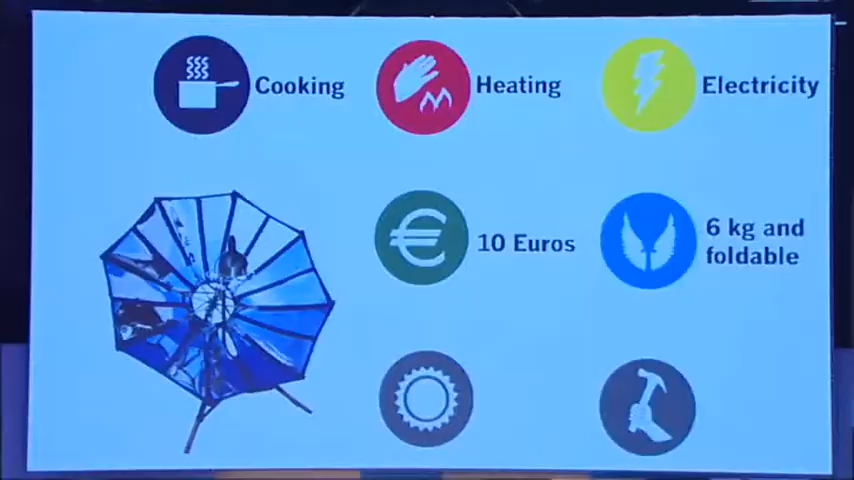 Cooking
Heating
Electricity
10 Euros
6 kg and
foldable